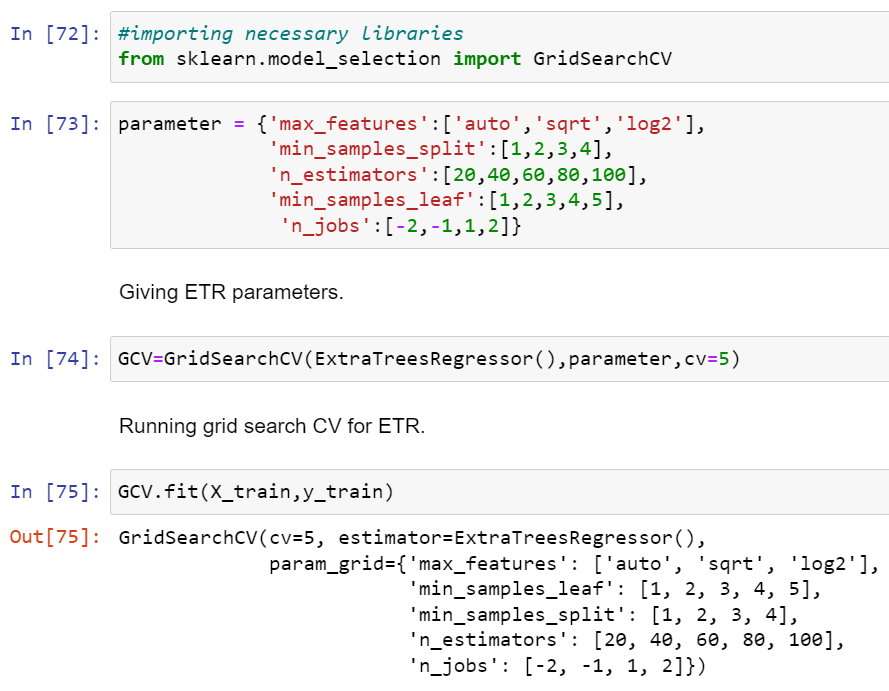 In [72]: #importing necessary libraries
from sklearn.model_selection import GridSearchCV
In [73]: parameter = {'max_features':['auto','sqrt','log2'],
'min_samples_split':[1,2,3,4],
'n_estimators':[20,40,60,80,100],
'min_samples_leaf':[1,2,3,4,5],
'n_jobs':[-2,-1,1,2]}
Giving ETR parameters.
In [74]: GCV=GridSearchCV(ExtraTreesRegressor(),parameter,cv=5)
Running grid search CV for ETR.
In [75]: GCV.fit(X_train,y_train)
Out[75]: GridSearchCV(cv=5, estimator=ExtraTreesRegressor(),
param_grid={'max_features': ['auto', 'sqrt', 'log2'],
'min_samples_leaf': [1, 2, 3, 4, 5],
'min_samples_split': [1, 2, 3, 4],
'n_estimators': [20, 40, 60, 80, 100],
'n_jobs': [-2, -1, 1, 2]})